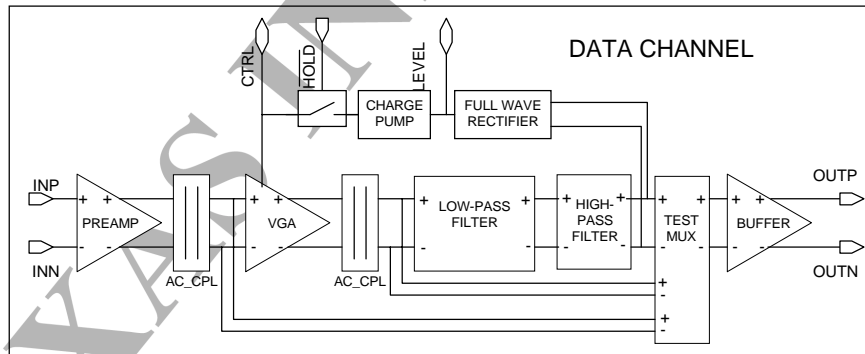 DATA CHANNEL
CTRL
HOLD
LEVEL
CHARGE
PUMP
FULL WAVE
RECTIFIER
INP
INN
+ +
PREAMP
- -
AC_CPL
+ +
VGA
- -
AC_CPL
+ +
LOW-PASS
FILTER
- -
+ +
HIGH-
PASS
FILTER
- -
+ +
TEST
MUX
- -
+
-
+
-
+ +
BUFFER
- -
OUTP
OUTN